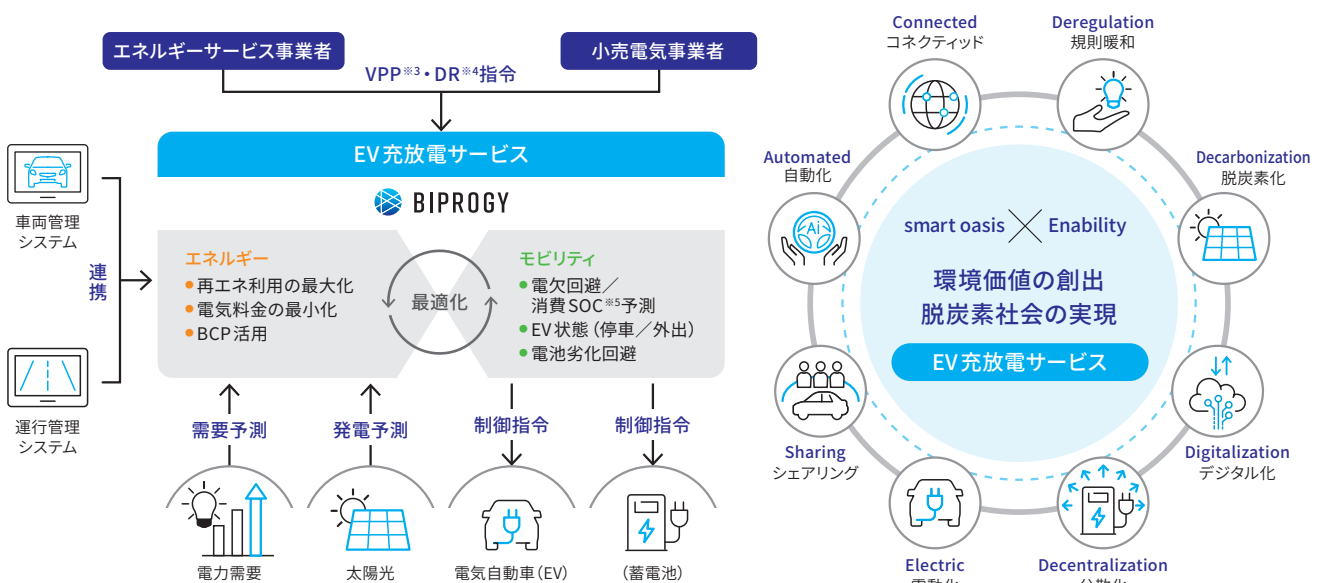 エネルギーサービス事業者
小売電気事業者
VPP※3・DR※4指令
EV充放電サービス
BIPROGY
車両管理
システム
連携
運行管理
システム
エネルギー
●再エネ利用の最大化
●電気料金の最小化
●BCP活用
最適化
モビリティ
●電欠回避／
消費SOC※5予測
●EV状態（停車／外出）
●電池劣化回避
需要予測
発電予測
制御指令
制御指令
電力需要
太陽光
電気自動車(EV)
(蓄電池)
Connected
コネクティッド
Deregulation
規則暖和
Automated
自動化
Ai
Decarbonization
脱炭素化
smart oasis
Enability
環境価値の創出
脱炭素社会の実現
EV充放電サービス
Sharing
シェアリング
Digitalization
デジタル化
Electric
電動化
Decentralization
分散化